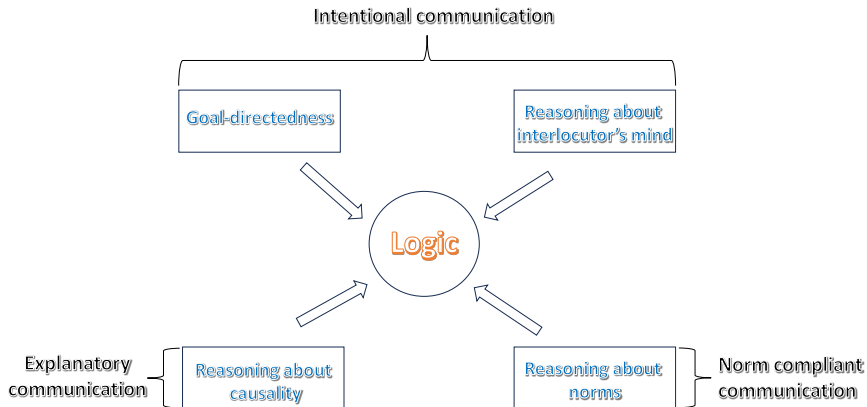 Intentional communication
Goal-directedness
Reasoning about
interlocutor's mind
Logic
Explanatory
communication
Reasoning about
causality
Reasoning about
norms
Norm compliant
communication